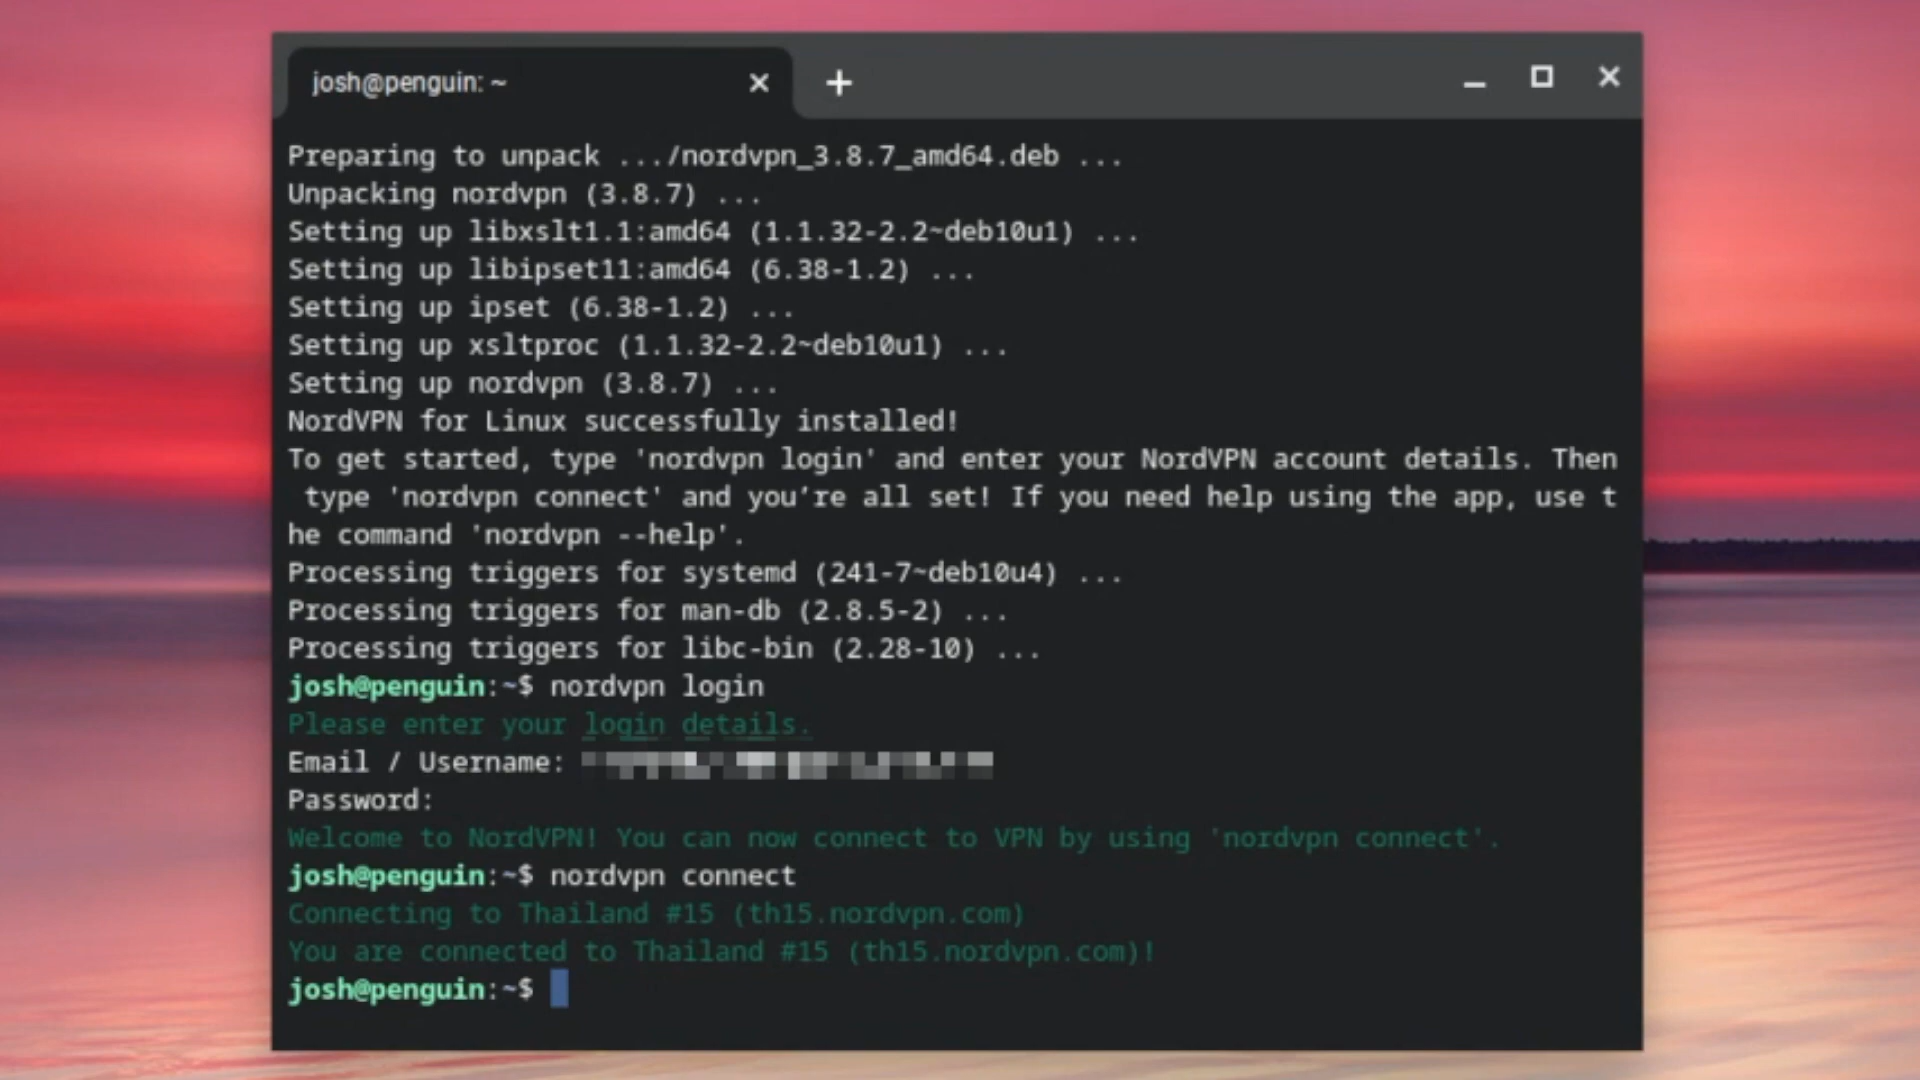 josh@penguin: ~
Preparing to unpack .../nordvpn_3.8.7_amd64.deb ...
Unpacking nordvpn (3.8.7) ...
Setting up libxslt1.1:amd64 (1.1.32-2.2~deb10u1) ...
Setting up libipset11:amd64 (6.38-1.2) ...
Setting up ipset (6.38-1.2) ...
Setting up xsltproc (1.1.32-2.2~deb10u1) ...
Setting up nordvpn (3.8.7) ...
NordVPN for Linux successfully installed!
To get started, type 'nordvpn login' and enter your NordVPN account details. Then
 type 'nordvpn connect' and you’re all set! If you need help using the app, use t
he command 'nordvpn --help'.
Processing triggers for systemd (241-7~deb10u4) ...
Processing triggers for man-db (2.8.5-2) ...
Processing triggers for libc-bin (2.28-10) ...
josh@penguin:~$ nordvpn login
Please enter your login details.
Email / Username:
Password:
Welcome to NordVPN! You can now connect to VPN by using 'nordvpn connect'.
josh@penguin:~$ nordvpn connect
Connecting to Thailand #15 (th15.nordvpn.com)
You are connected to Thailand #15 (th15.nordvpn.com)!
josh@penguin:~$